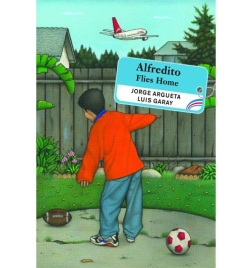 Alfredito
Flies Home
JORGE ARGUETA
LUIS GARAY